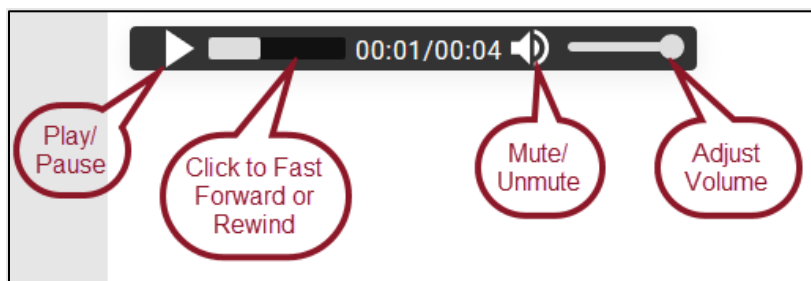 00:01/00:04
Play/
Pause
Click to Fast
Forward or
Rewind
Mute/
Unmute
Adjust
Volume